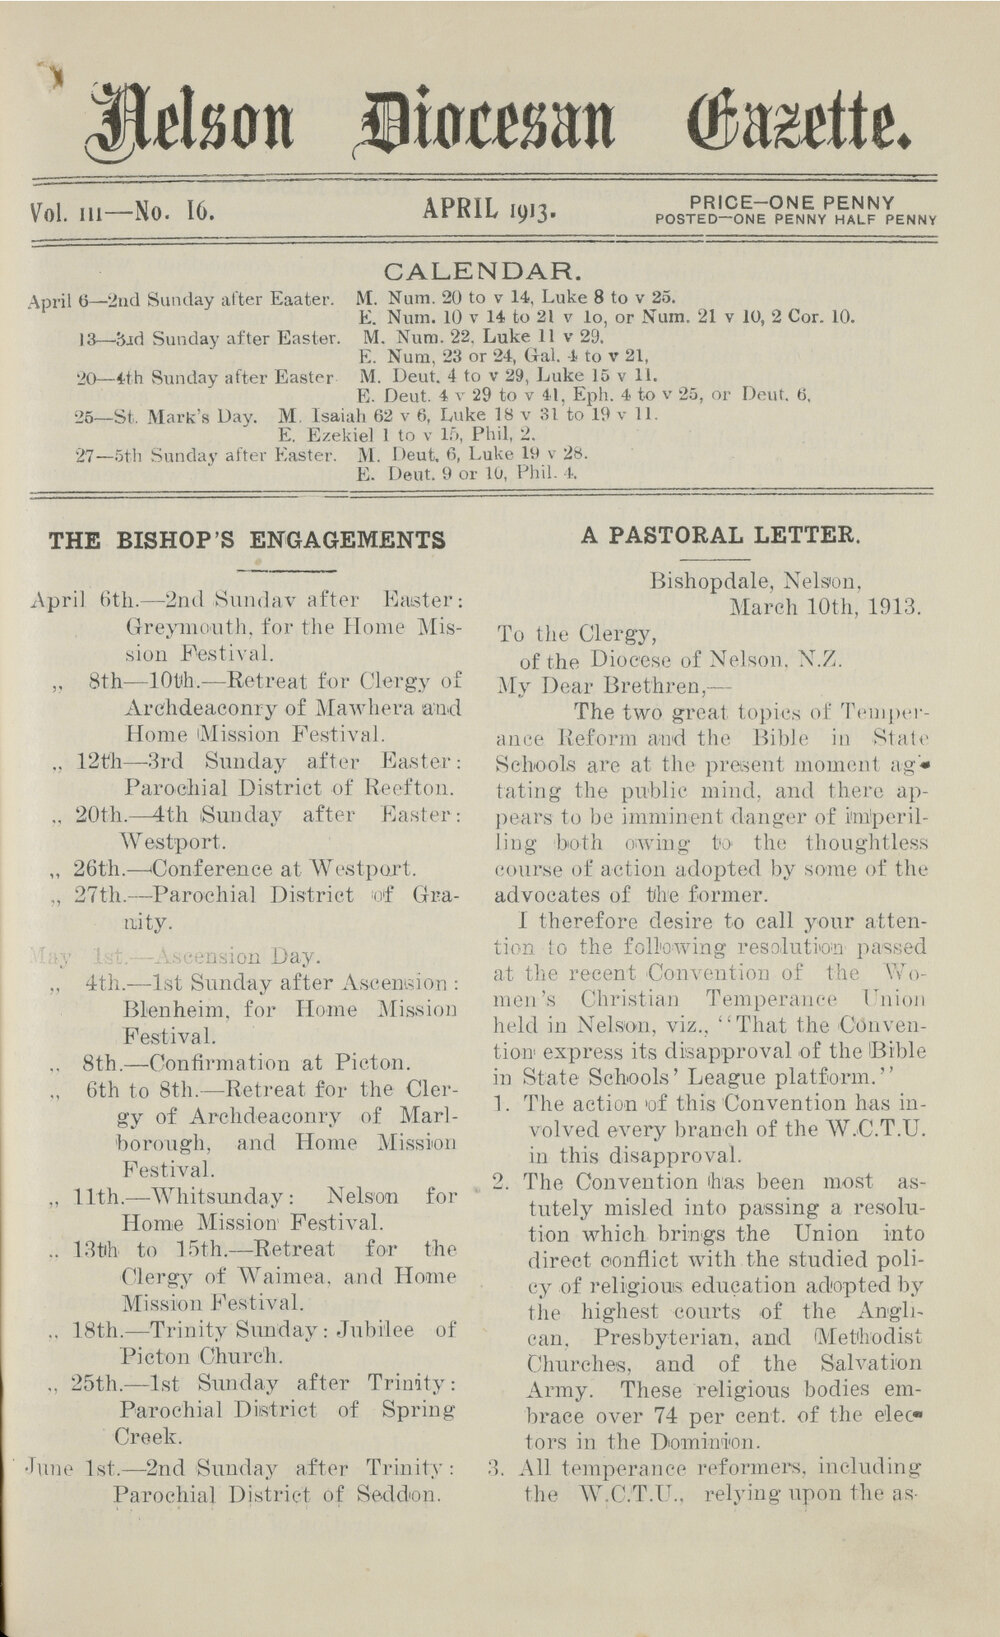 Nelson Diocesan Gazette.
Vol. III—No. 16.
APRIL 1913.
PRICE—ONE PENNY
POSTED—ONE PENNY HALF PENNY
CALENDAR.
April 6—2nd Sunday after Eaater. M. Num. 20 to v 14, Luke 8 to v 25.
E. Num. 10 v 14 to 21 v 1o, or Num. 21 v 10, 2 Cor. 10.
13—3rd Sunday after Easter. M. Num. 22, Luke 11 v 29.
E. Num, 23 or 24, Gal. 4 to v 21,
20—4th Sunday after Easter. M. Deut. 4 to v 29, Luke 15 v 11.
E. Deut. 4 v 29 to v 41, Eph. 4 to v 25, or Deut. 6,
25—St. Mark's Day. M. Isaiah 62 v 6, Luke 18 v 31 to 19 v 11.
E. Ezekiel 1 to v 15, Phil, 2.
27—5th Sunday after Easter. M. Deut. 6, Luke 19 v 28.
E. Deut. 9 or 10, Phil. 4.
THE BISHOP'S ENGAGEMENTS
April 6th.—2nd Sunday after Easter:
Greymouth, for the Home Mis-
sion Festival.
„ 8th—10th.—Retreat for Clergy of
Archdeaconry of Mawhera and
Home Mission Festival.
„ 12th—3rd Sunday after Easter:
Parochial District of Reefton.
„ 20th.—4th Sunday after Easter:
Westport.
„ 26th.—Conference at Westport.
„ 27th.—Parochial District of Gra-
nity.
May 1st.—Ascension Day.
„ 4th.—1st Sunday after Ascension:
Blenheim, for Home Mission
Festival.
„ 8th.—Confirmation at Picton.
„ 6th to 8th.—Retreat for the Cler-
gy of Archdeaconry of Marl-
borough, and Home Mission
Festival.
„ 11th.—Whitsunday: Nelson for
Home Mission Festival.
„ 13th to 15th.—Retreat for the
Clergy of Waimea, and Home
Mission Festival.
„ 18th.—Trinity Sunday: Jubilee of
Picton Church.
„ 25th.—1st Sunday after Trinity:
Parochial District of Spring
Creek.
June 1st.—2nd Sunday after Trinity:
Parochial District of Seddon.
A PASTORAL LETTER.
Bishopdale, Nelson,
March 10th, 1913.
To the Clergy,
of the Diocese of Nelson, N.Z.
My Dear Brethren,—
The two great topics of Temper-
ance Reform and the Bible in State
Schools are at the present moment agi-
tating the public mind, and there ap-
pears to be imminent danger of imperil-
ling both owing to the thoughtless
course of action adopted by some of the
advocates of the former.
I therefore desire to call your atten-
tion to the following resolution passed
at the recent Convention of the Wo-
men's Christian Temperance Union
held in Nelson, viz., "That the Conven-
tion express its disapproval of the Bible
in State Schools' League platform."
1. The action of this Convention has in-
volved every branch of the W.C.T.U.
in this disapproval.
2. The Convention has been most as-
tutely misled into passing a resolu-
tion which brings the Union into
direct conflict with the studied poli-
cy of religious education adopted by
the highest courts of the Angli-
can, Presbyterian, and Methodist
Churches, and of the Salvation
Army. These religious bodies em-
brace over 74 per cent. of the elec-
tors in the Dominion.
3. All temperance reformers, including
the W.C.T.U., relying upon the as-